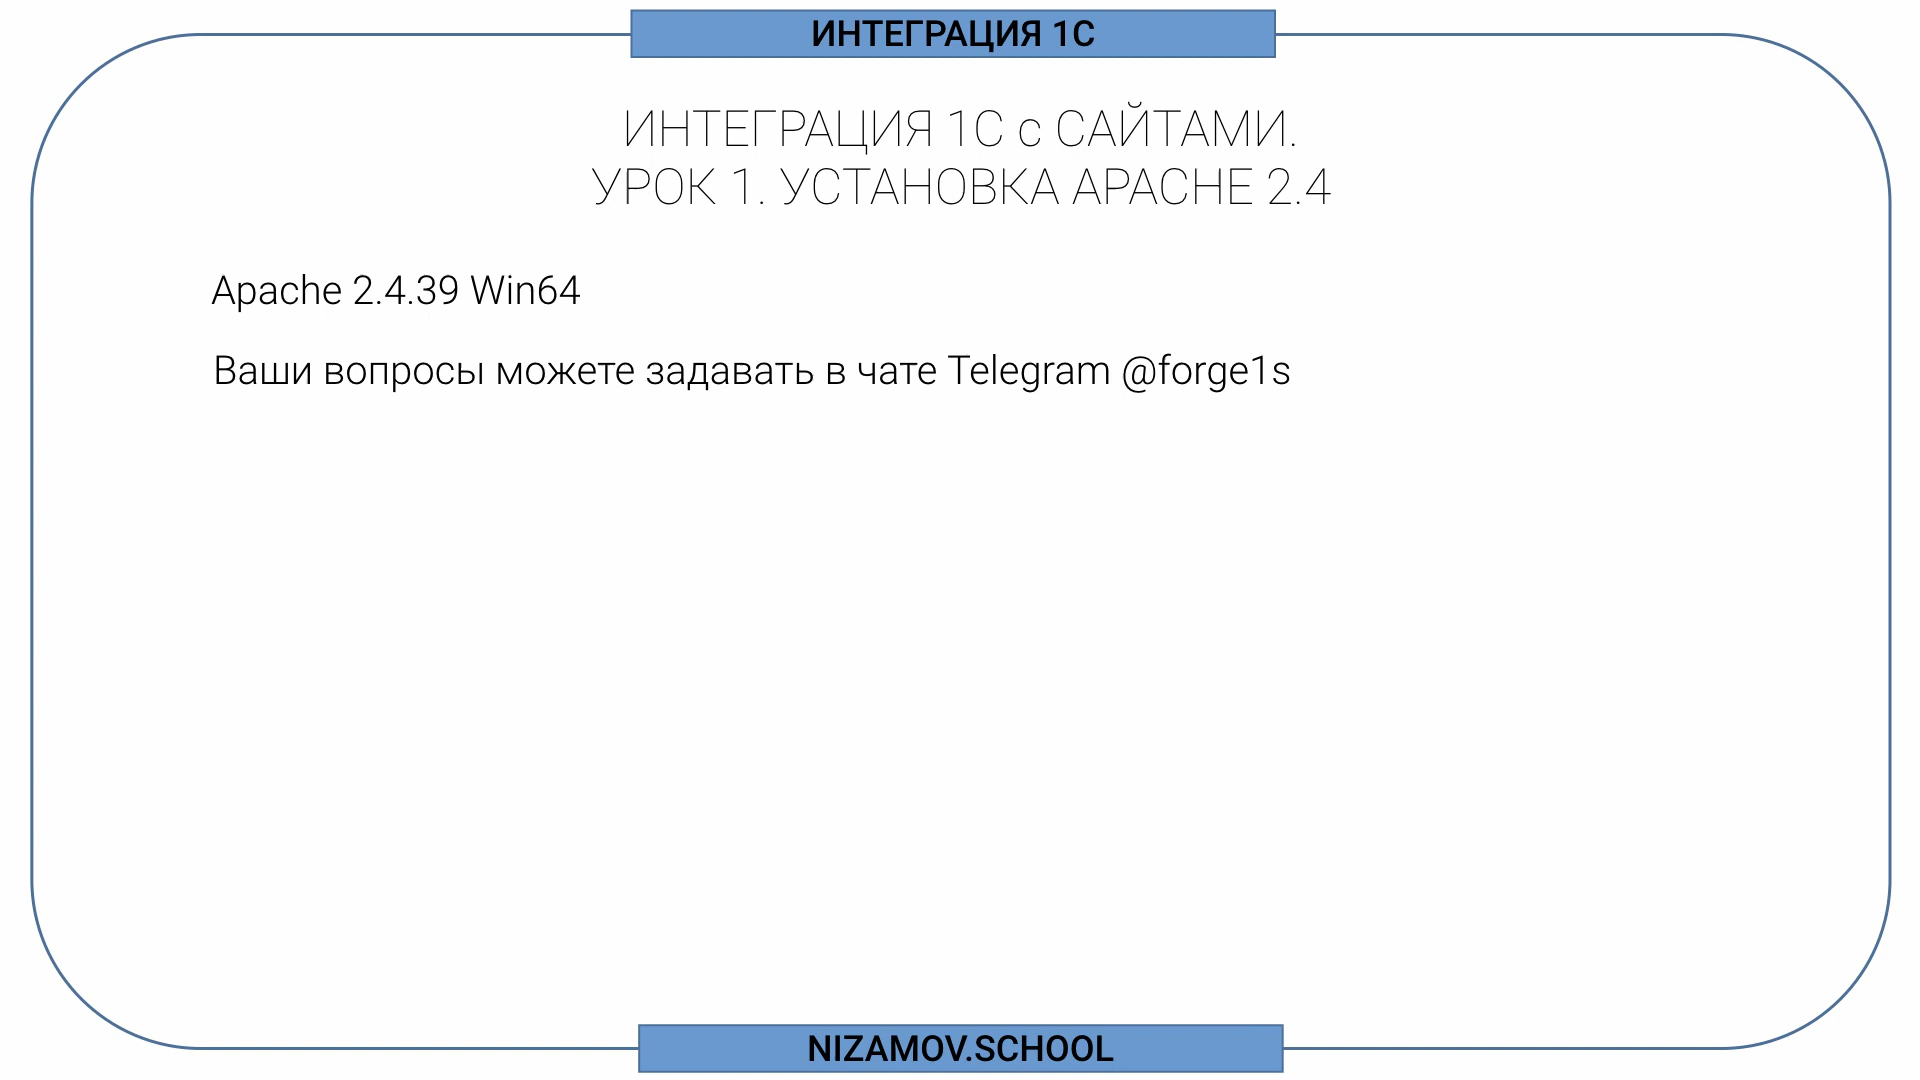 ИНТЕГРАЦИЯ 1С
ИНТЕГРАЦИЯ 1С с САЙТАМИ.
УРОК 1. УСТАНОВКА APACHE 2.4
Apache 2.4.39 Win64
Ваши вопросы можете задавать в чате Telegram @forge1s
NIZAMOV.SCHOOL